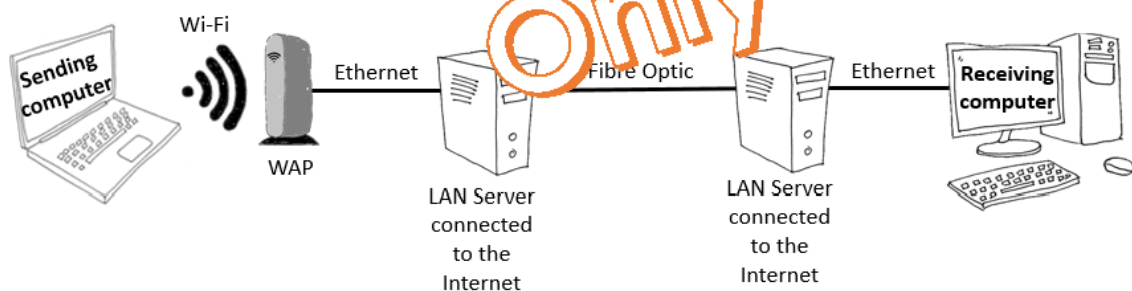 Wi-Fi
Only
Sending
computer
Ethernet
Fibre Optic
Ethernet
Receiving
computer
WAP
LAN Server
connected
to the
Internet
LAN Server
connected
to the
Internet